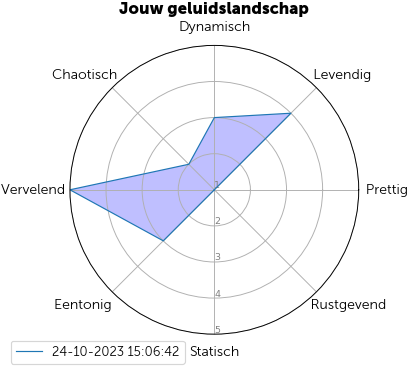 Jouw geluidslandschap
Dynamisch
Chaotisch
Levendig
Vervelend
1
Prettig
2
3
4
Eentonig
Rustgevend
5
24-10-2023 15:06:42
Statisch